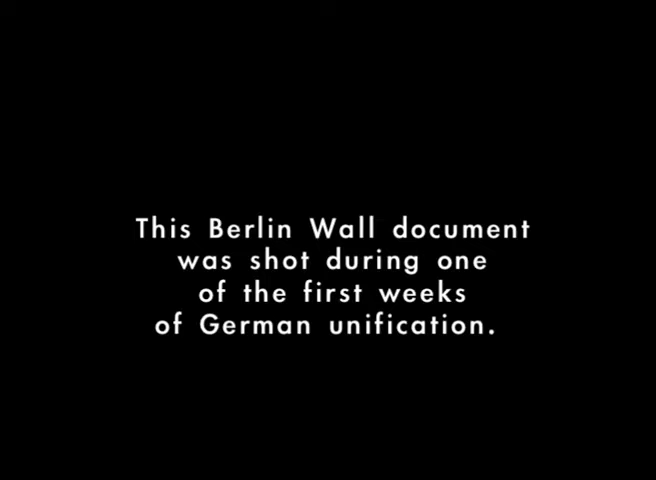 This Berlin Wall document
was shot during one
of the first weeks
of German unification.